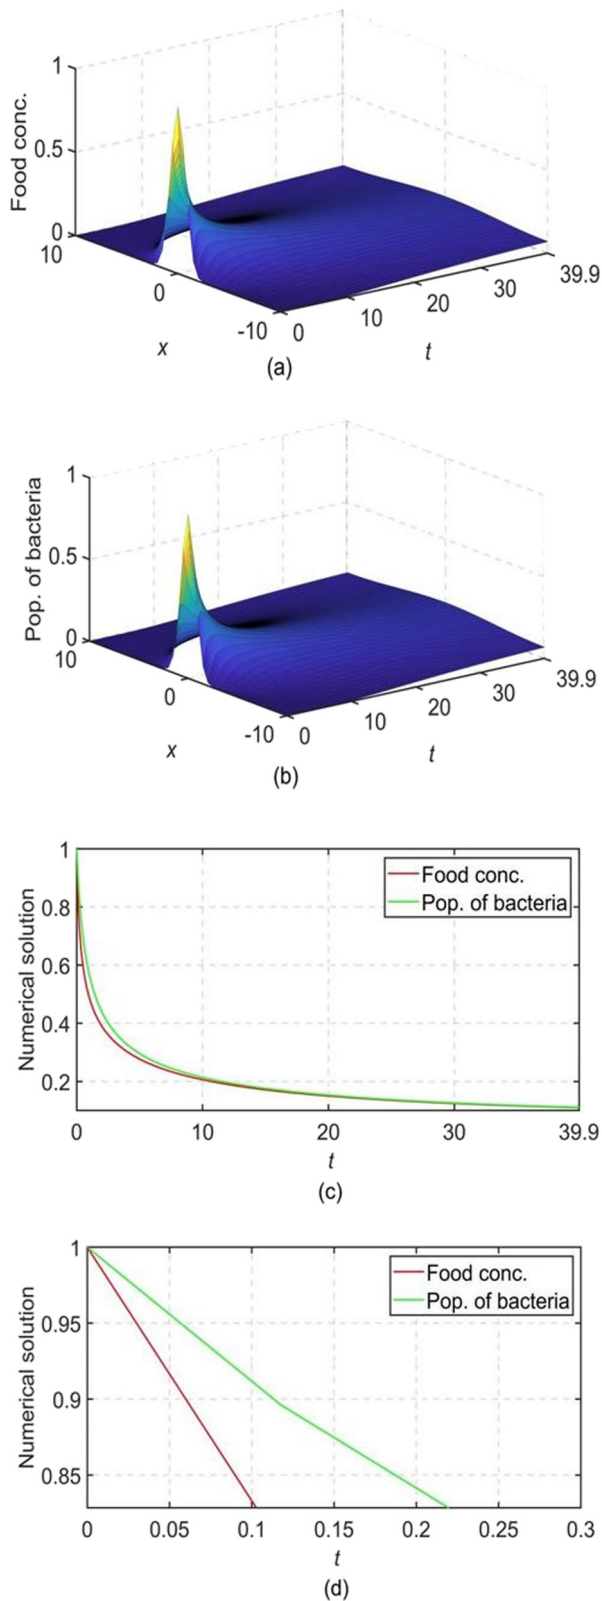 1
Food conc.
0.5
0
10
0
-10
0
10
20
30
39.9
x
t
(a)
1
Pop. of bacteria
0.5
0
10
0
-10
0
10
20
30
39.9
x
t
(b)
1
Food conc.
Pop. of bacteria
0.8
Numerical solution
0.6
0.4
0.2
0
10
20
30
39.9
t
(c)
1
Food conc.
Pop. of bacteria
Numerical solution
0.95
0.9
0.85
0
0.05
0.1
0.15
0.2
0.25
0.3
t
(d)